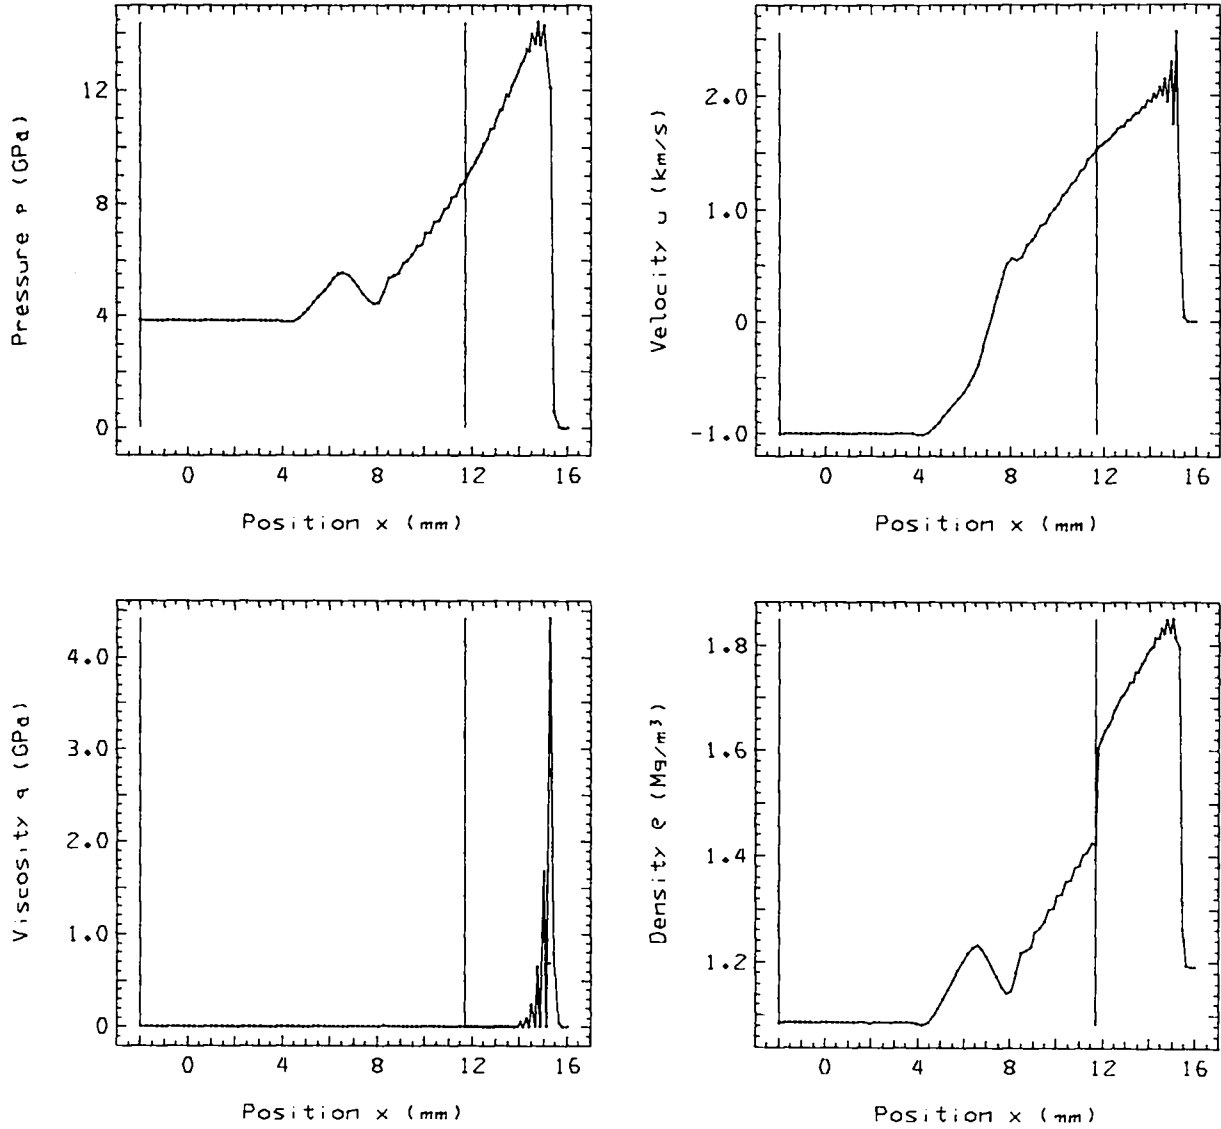 Pressure p (GPa)
12
8
4
0
0 4 8 12 16
Position x (mm)
Velocity u (km/s)
2.0
1.0
0
-1.0
0 4 8 12 16
Position x (mm)
Viscosity q (GPa)
4.0
3.0
2.0
1.0
0
0 4 8 12 16
Position x (mm)
Density ρ (Mg/m³)
1.8
1.6
1.4
1.2
0 4 8 12 16
Position x (mm)